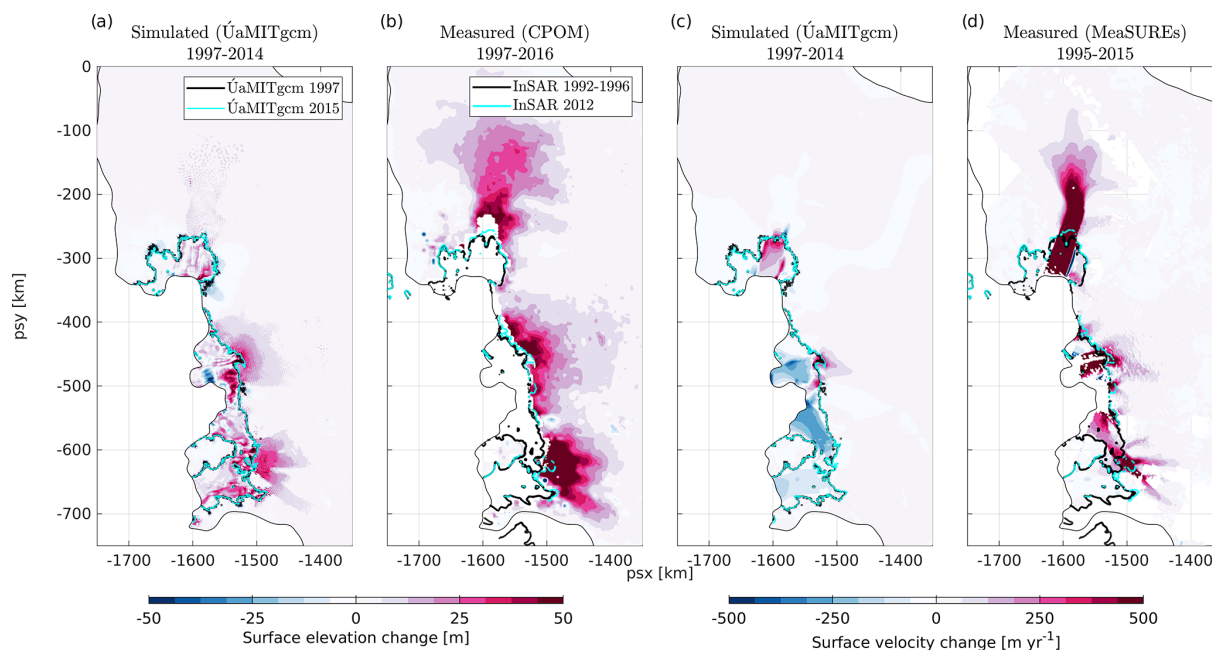 (a)
Simulated (ÚaMITgcm)
1997-2014
(b)
Measured (CPOM)
1997-2016
(c)
Simulated (ÚaMITgcm)
1997-2014
(d)
Measured (MeaSUREs)
1995-2015
ÚaMITgcm 1997
ÚaMITgcm 2015
InSAR 1992-1996
InSAR 2012
psy [km]
0
-100
-200
-300
-400
-500
-600
-700
-1700 -1600 -1500 -1400
-1700 -1600 -1500 -1400
-1700 -1600 -1500 -1400
-1700 -1600 -1500 -1400
psx [km]
-50 -25 0 25 50
Surface elevation change [m]
-500 -250 0 250 500
Surface velocity change [m yr⁻¹]